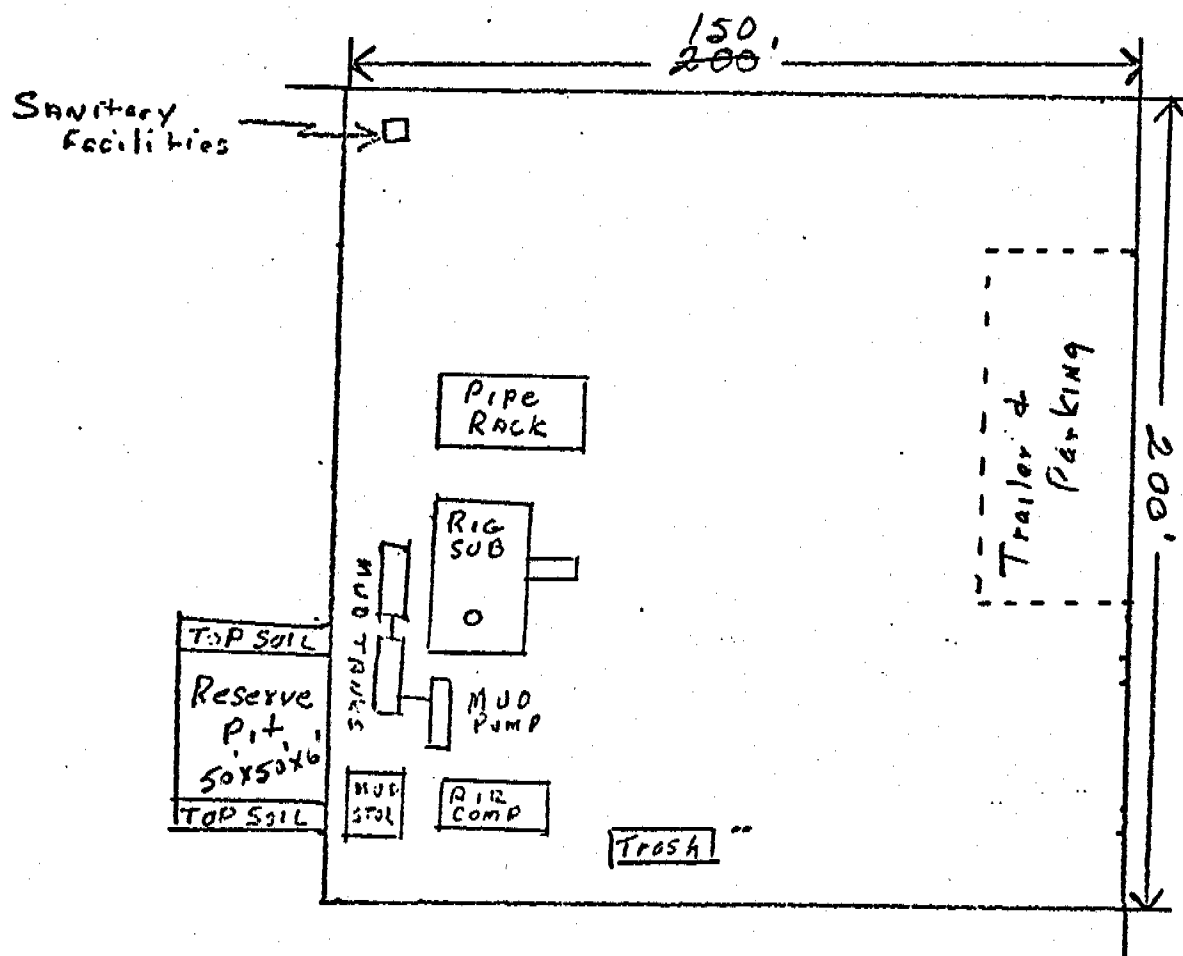 150
200'
Sanitary
Facilities
Pipe
Rack
Trailer &
Parking
200'
Rig
Sub
Mud Tanks
Top Soil
Reserve
Pit
50'x50'x6'
Mud
Pump
Top Soil
Mud
Stor
Air
Comp
Trash